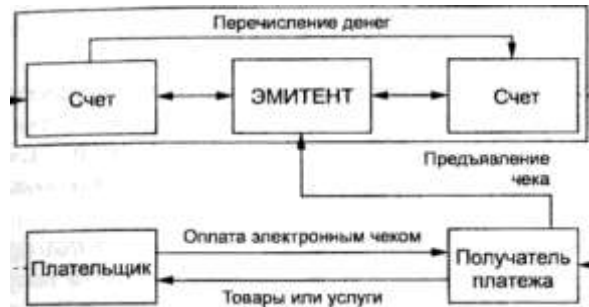 Перечисление денег
Счет
ЭМИТЕНТ
Счет
Предъявление
чека
Оплата электронным чеком
Плательщик
Получатель
платежа
Товары или услуги